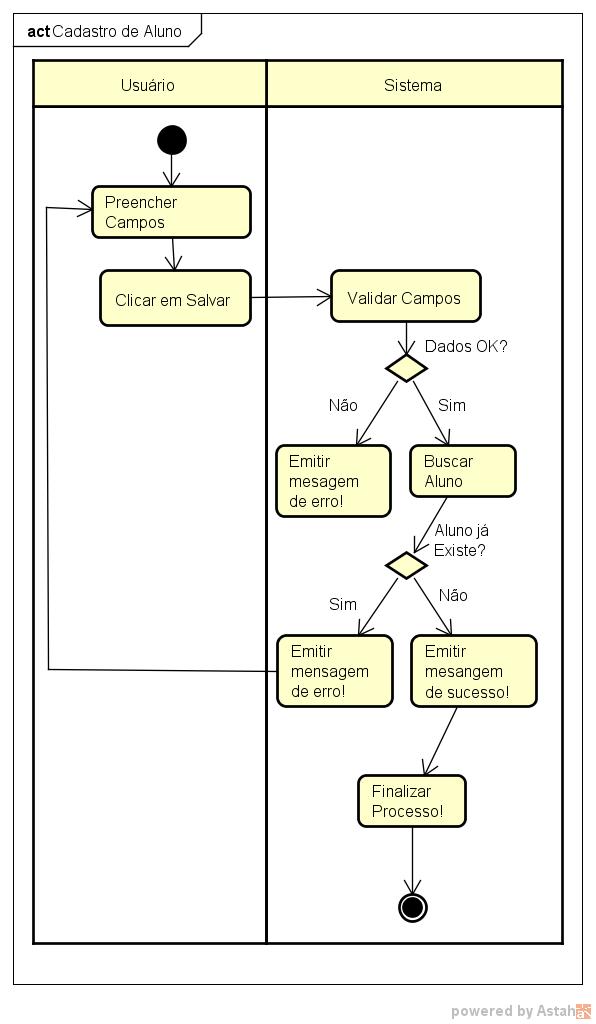 act Cadastro de Aluno
Usuário
Sistema
Preencher
Campos
Clicar em Salvar
Validar Campos
Dados OK?
Não
Sim
Emitir
mesagem
de erro!
Buscar
Aluno
Aluno já
Existe?
Sim
Não
Emitir
mensagem
de erro!
Emitir
mesangem
de sucesso!
Finalizar
Processo!
powered by Astah